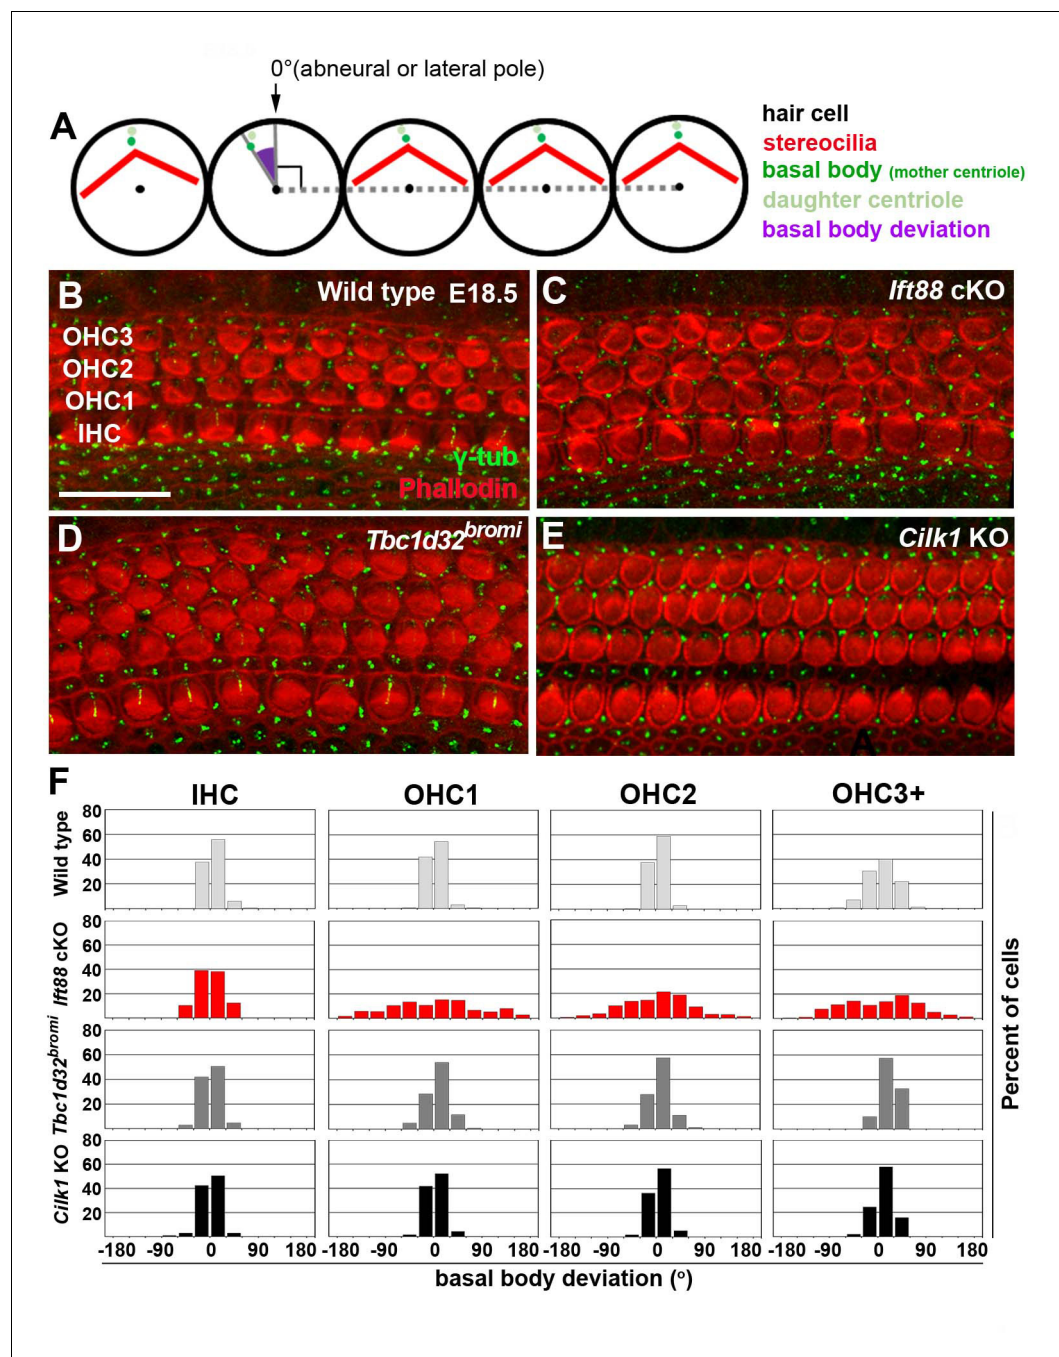 0°(abneural or lateral pole)
A
hair cell
stereocilia
basal body (mother centriole)
daughter centriole
basal body deviation
B
Wild type E18.5
OHC3
OHC2
OHC1
IHC
γ-tub
Phallodin
C
Ift88 cKO
D
Tbc1d32bromi
E
Cilk1 KO
A
F
IHC OHC1 OHC2 OHC3+
Wild type
80
60
40
20
Ift88 cKO
80
60
40
20
Tbc1d32bromi
80
60
40
20
Cilk1 KO
80
60
40
20
-180 -90 0 90 180 -180 -90 0 90 180 -180 -90 0 90 180 -180 -90 0 90 180
basal body deviation (o)
Percent of cells